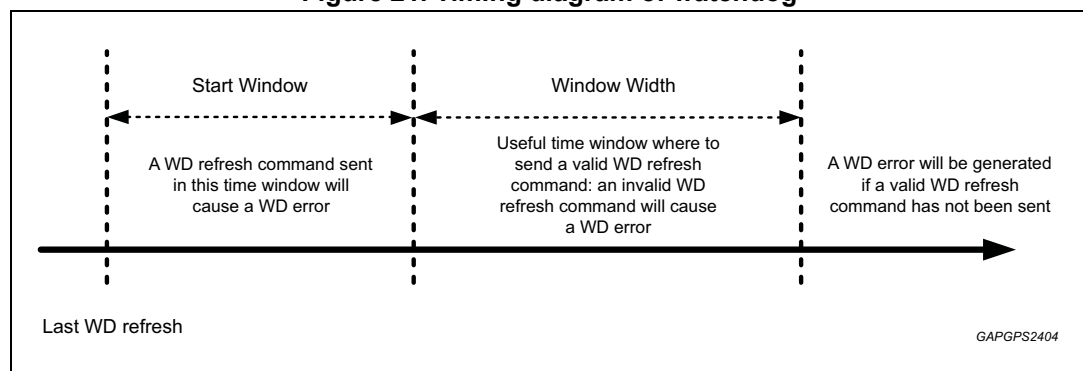 Start Window
Window Width
A WD refresh command sent
in this time window will
cause a WD error
Useful time window where to
send a valid WD refresh
command: an invalid WD
refresh command will cause
a WD error
A WD error will be generated
if a valid WD refresh
command has not been sent
Last WD refresh
GAPGPS2404